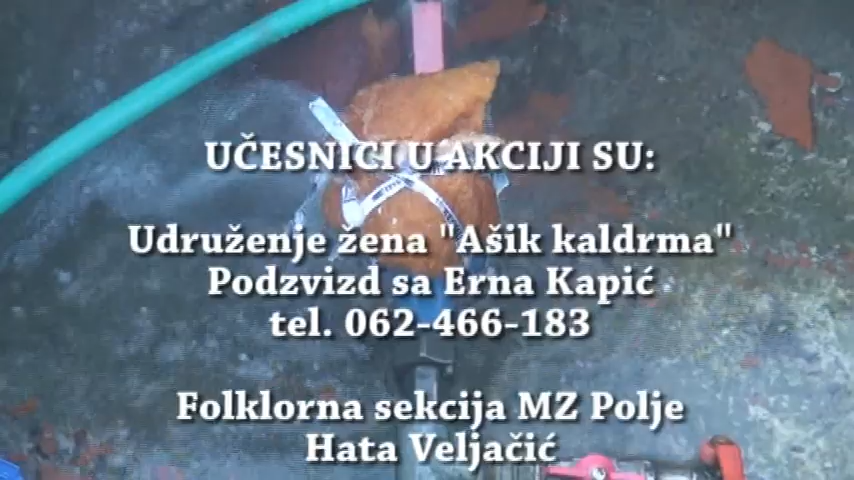 UČESNICI U AKCIJI SU:
Udruženje žena "Ašik kaldrma"
Podzvizd sa Erna Kapić
tel. 062-466-183
Folklorna sekcija MZ Polje
Hata Veljačić